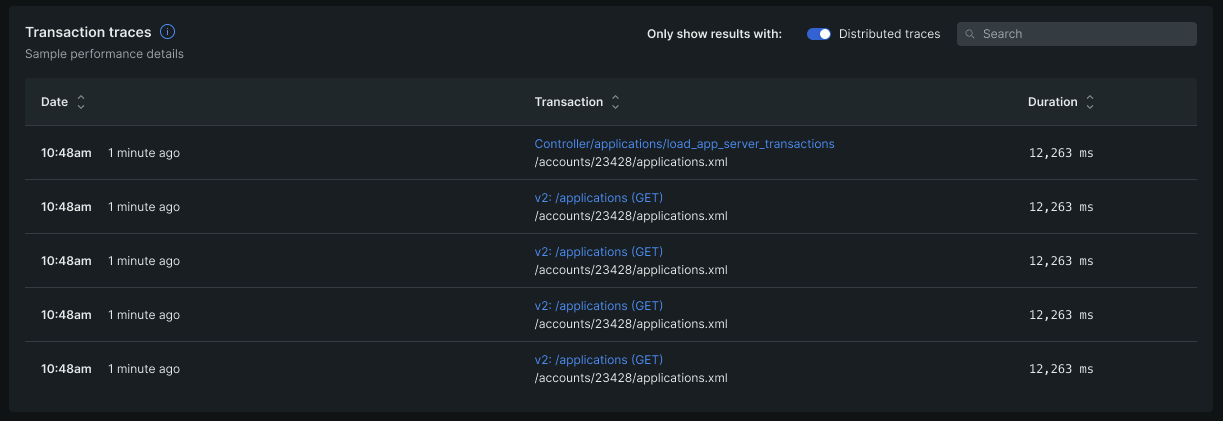 Transaction traces
Only show results with: Distributed traces Search
Sample performance details
Date Transaction Duration
10:48am 1 minute ago Controller/applications/load_app_server_transactions 12,263 ms
/accounts/23428/applications.xml
10:48am 1 minute ago v2: /applications (GET) 12,263 ms
/accounts/23428/applications.xml
10:48am 1 minute ago v2: /applications (GET) 12,263 ms
/accounts/23428/applications.xml
10:48am 1 minute ago v2: /applications (GET) 12,263 ms
/accounts/23428/applications.xml
10:48am 1 minute ago v2: /applications (GET) 12,263 ms
/accounts/23428/applications.xml